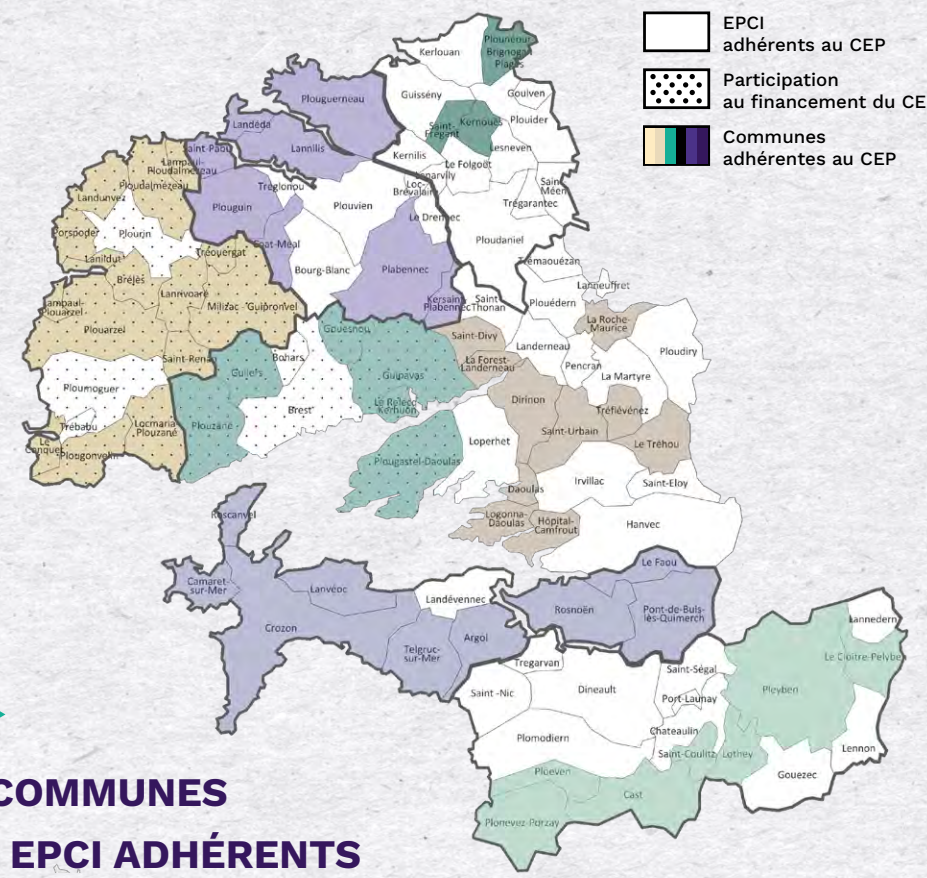 EPCI
adhérents au CEP
Participation
au financement du CE
Communes
adhérentes au CEP
Plounéour-
Brignogan
Plages
Kerlouan
Goulven
Guissény
Plouider
Kernouës
Saint-
Frégant
Lesneven
Kernilis
Le Folgoët
Lanarvily
Loc-
Brévalaire
Saint-
Méen
Trégarantec
Le Drennec
Ploudaniel
Plouguerneau
Landéda
Lannilis
Saint-Pabu
Lampaul-
Ploudalmézeau
Ploudalmézeau
Tréglonou
Plouvien
Landunvez
Plouguin
Porspoder
Plourin
Coat-Méal
Tréouergat
Lanildut
Bourg-Blanc
Plabennec
Brélès
Lanrivoaré
Milizac-Guipronvel
Kersaint-
Plabennec
Lampaul-
Plouarzel
Plouarzel
Saint-Renan
Saint-
Thonan
Trémaouézan
Lanneuffret
Plouédern
La Roche-
Maurice
Gouesnou
Saint-Divy
Landerneau
Ploudiry
Bohars
Guilers
Guipavas
La Forest-
Landerneau
Pencran
La Martyre
Ploumoguer
Dirinon
Brest
Le Relecq
Kerhuon
Tréflévénez
Trébabu
Locmaria-
Plouzané
Plouzané
Saint-Urbain
Le
Conquet
Plougonvelin
Loperhet
Le Tréhou
Plougastel-Daoulas
Irvillac
Saint-Eloy
Daoulas
Logonna-
Daoulas
Hôpital-
Camfrout
Hanvec
Roscanvel
Le Faou
Camaret-
sur-Mer
Lanvéoc
Landévennec
Rosnoën
Pont-de-Buis-
lès-Quimerch
Crozon
Argol
Telgruc-
sur-Mer
Lannedern
Tregarvan
Saint-Ségal
Le Cloître-Pelybe
Saint -Nic
Dineault
Pleyben
Port-Launay
Plomodiern
Chateaulin
Saint-Coulitz
Lothey
Lennon
Gouezec
Ploeven
Cast
Plonevez-Porzay
COMMUNES
EPCI ADHÉRENTS